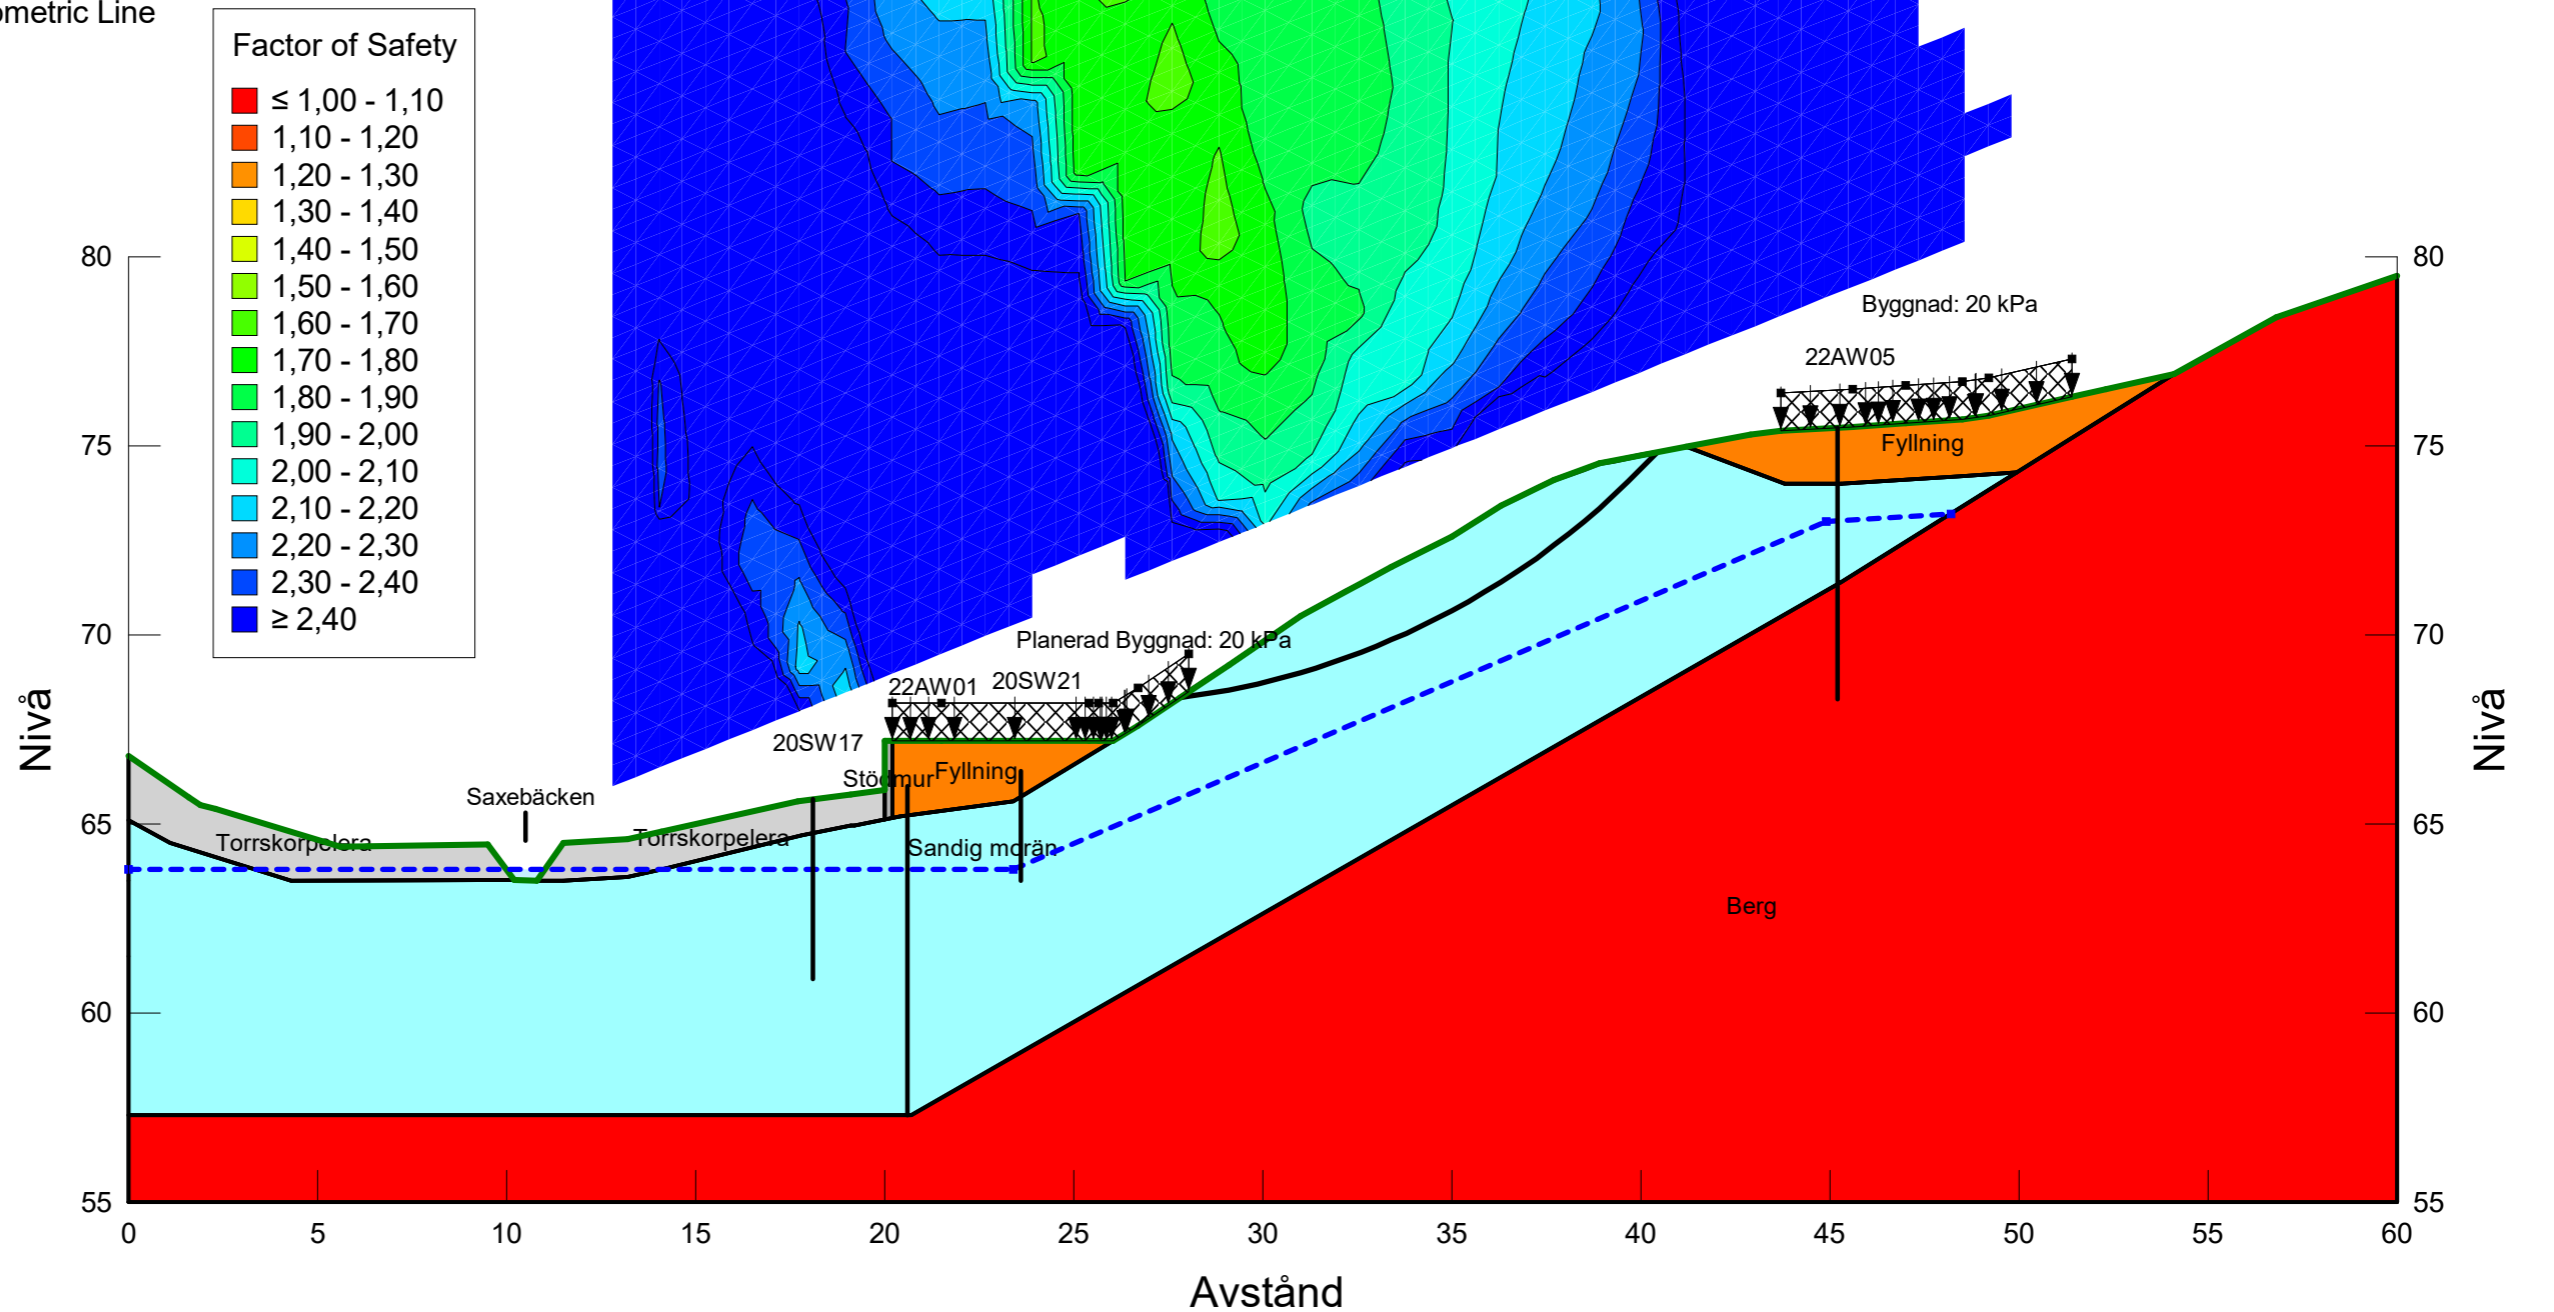 ometric Line
Factor of Safety
≤ 1,00 - 1,10
1,10 - 1,20
1,20 - 1,30
1,30 - 1,40
1,40 - 1,50
1,50 - 1,60
1,60 - 1,70
1,70 - 1,80
1,80 - 1,90
1,90 - 2,00
2,00 - 2,10
2,10 - 2,20
2,20 - 2,30
2,30 - 2,40
≥ 2,40
80
75
70
65
60
55
Nivå
80
75
70
65
60
55
Nivå
Byggnad: 20 kPa
22AW05
Fyllning
Planerad Byggnad: 20 kPa
22AW01
20SW21
20SW17
Stödmur
Fyllning
Saxebäcken
Torrskorpelera
Torrskorpelera
Sandig morän
Berg
0 5 10 15 20 25 30 35 40 45 50 55 60
Avstånd